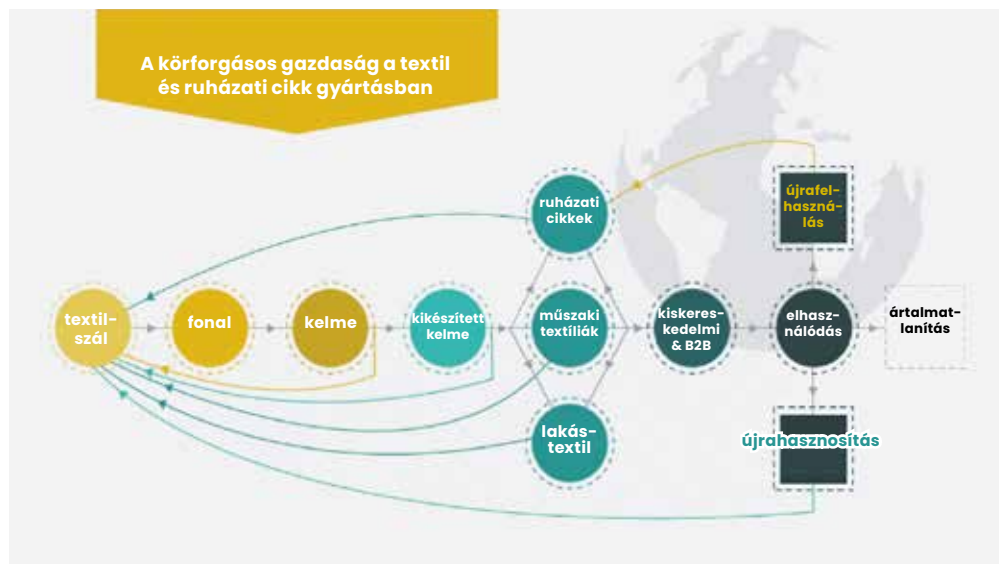 A körforgásos gazdaság a textil
és ruházati cikk gyártásban
textil-
szál
fonal
kelme
kikészített
kelme
ruházati
cikkek
műszaki
textíliák
lakás-
textil
kiskeres-
kedelmi
& B2B
elhasz-
nálódás
újrafel-
haszná-
lás
újrahasznosítás
ártalmat-
lanítás